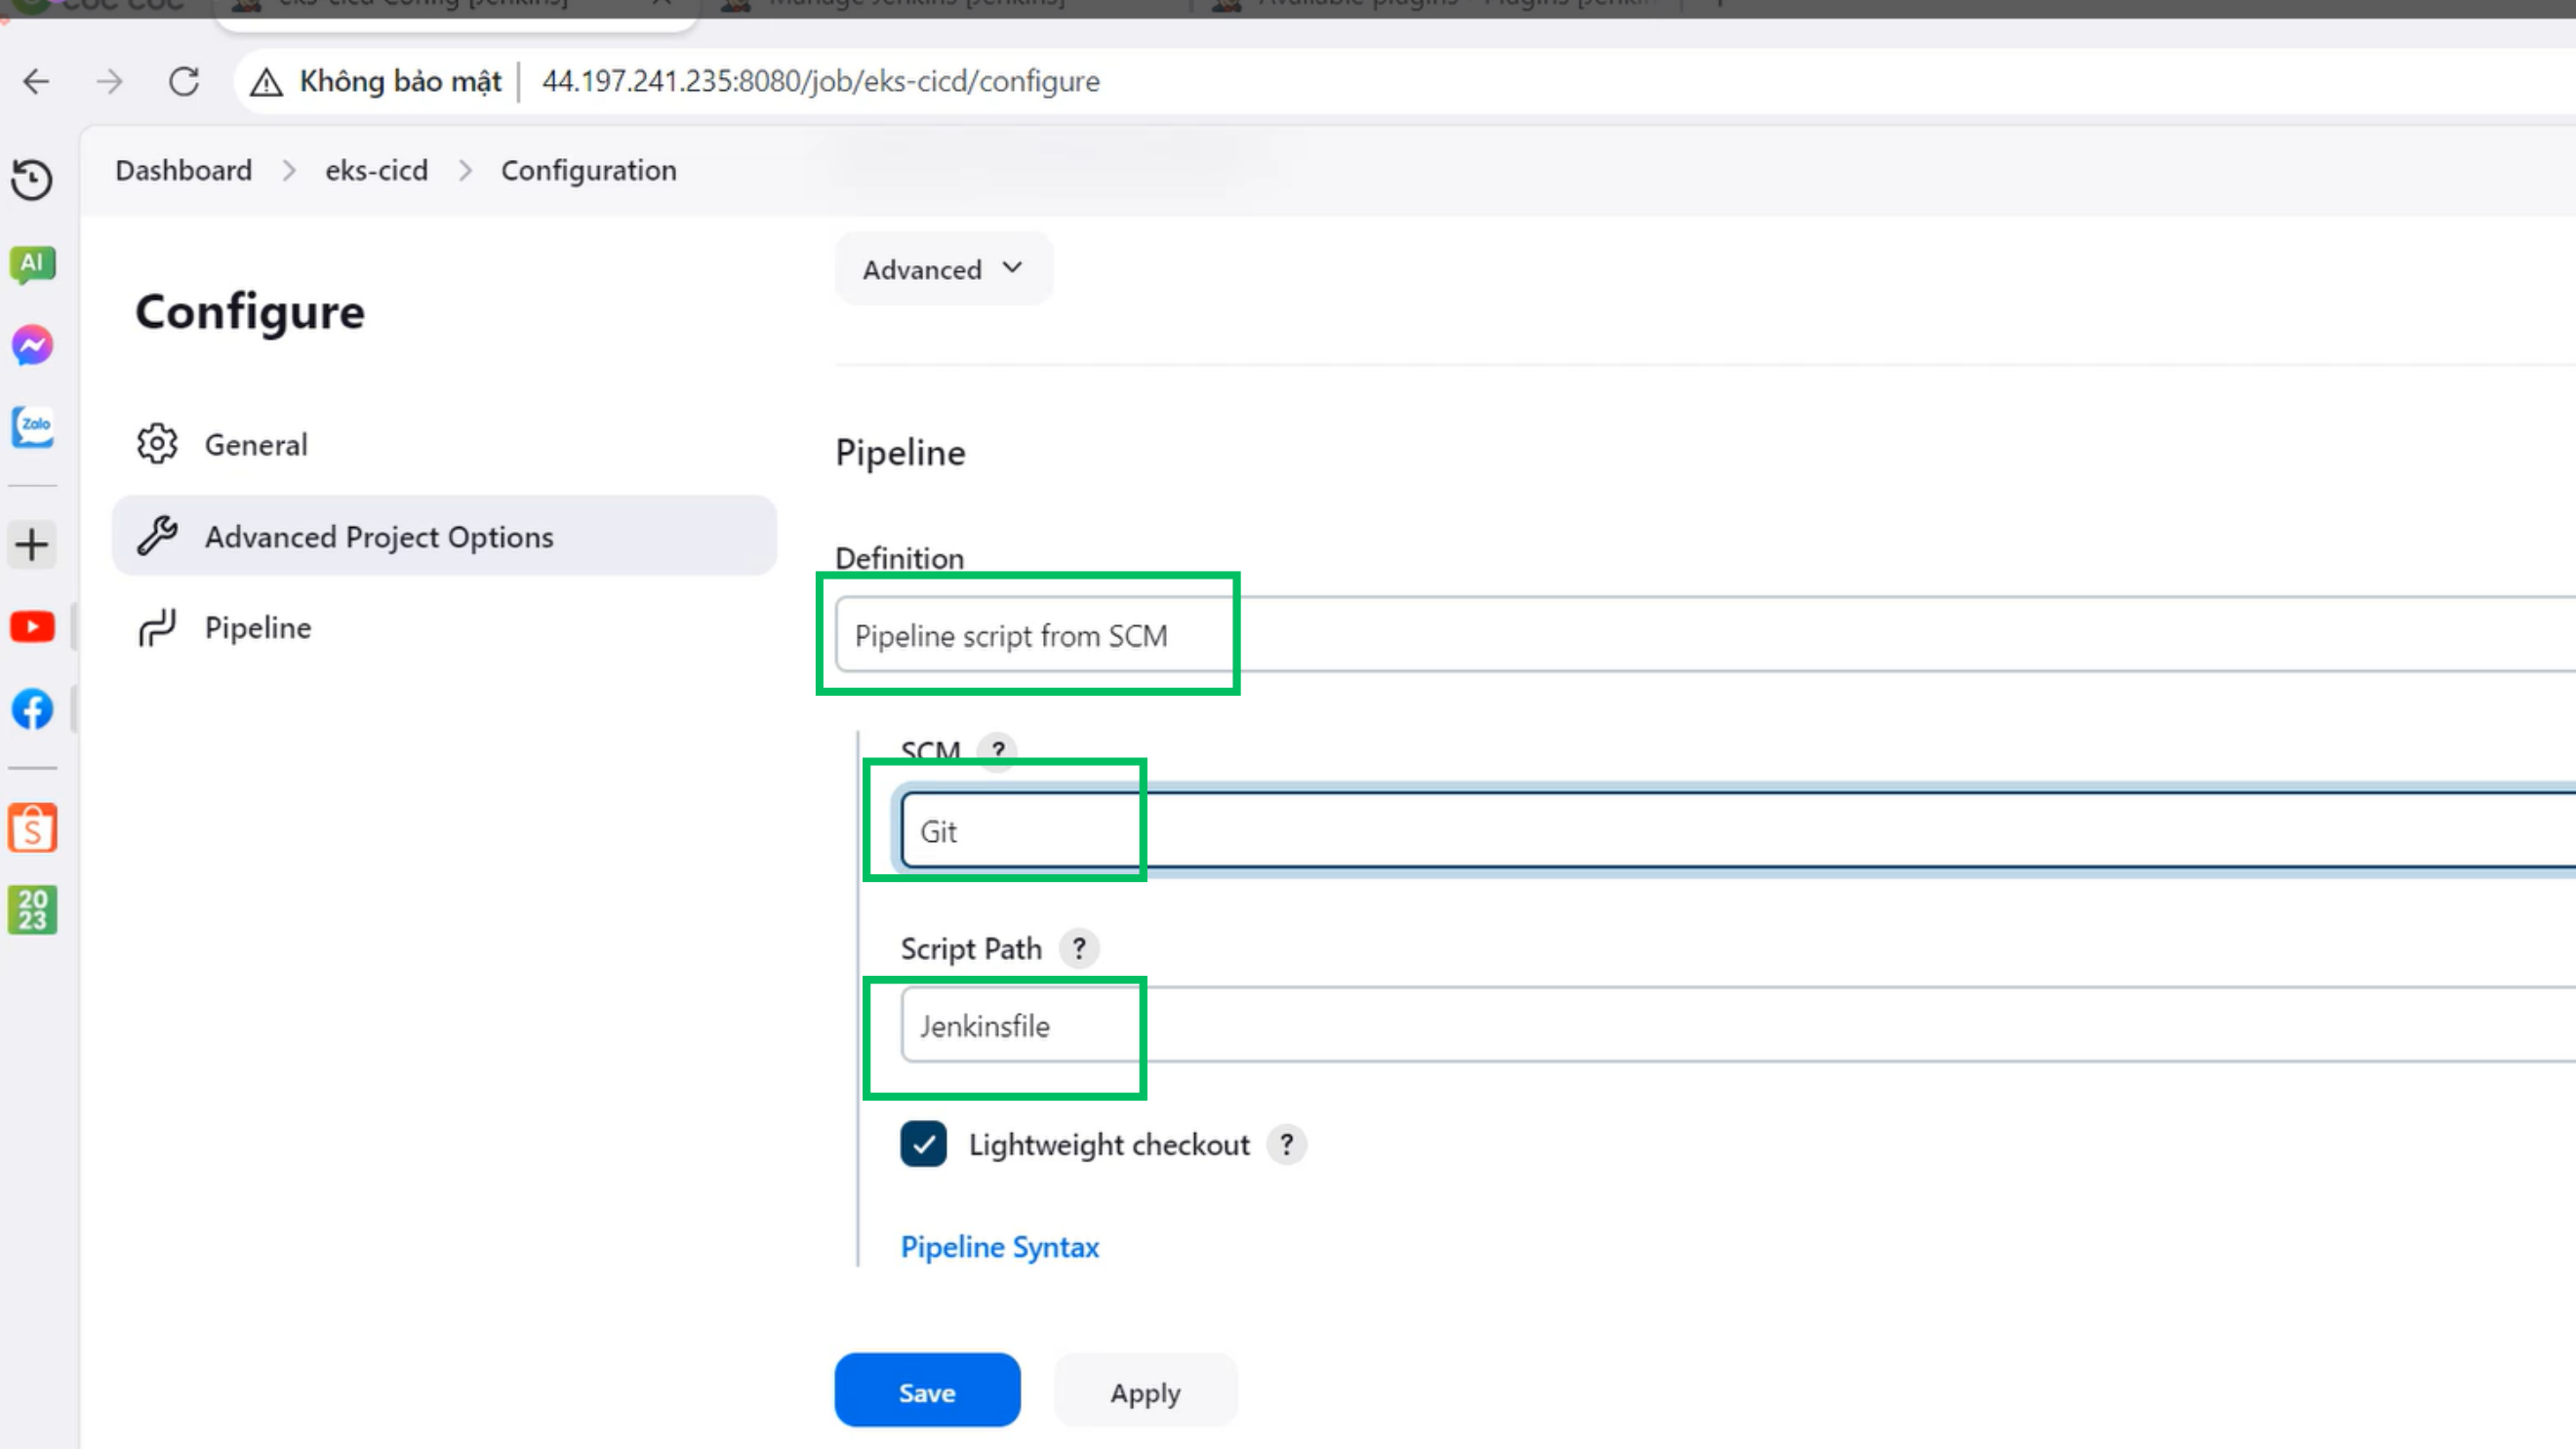 Không bảo mật
44.197.241.235:8080/job/eks-cicd/configure
Dashboard > eks-cicd > Configuration
AI
Advanced
Configure
Zalo
General
Pipeline
Advanced Project Options
Definition
Pipeline
Pipeline script from SCM
SCM ?
Git
20
23
Script Path ?
Jenkinsfile
Lightweight checkout ?
Pipeline Syntax
Save
Apply